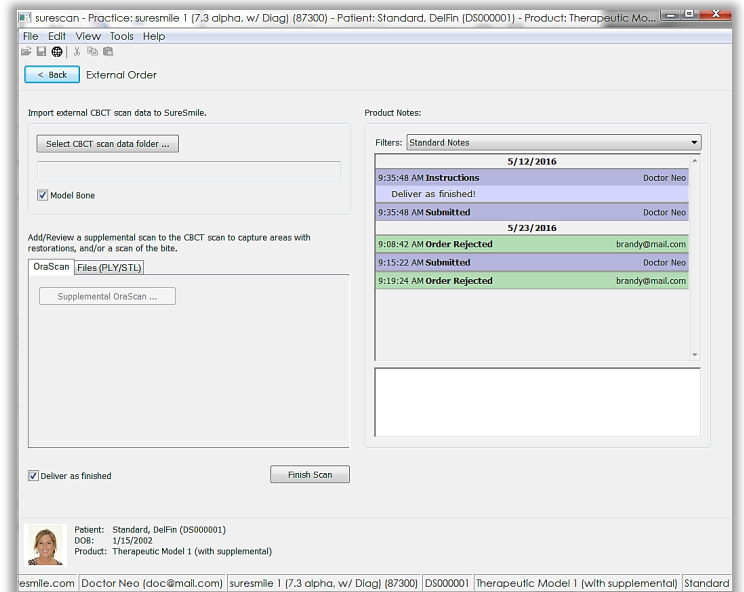 surescan - Practice: suresmile 1 (7.3 alpha, w/ Diag) (87300) - Patient: Standard, DelFin (DS000001) - Product: Therapeutic Mo...
File Edit View Tools Help
< Back External Order
Import external CBCT scan data to SureSmile.
Select CBCT scan data folder ...
Model Bone
Add/Review a supplemental scan to the CBCT scan to capture areas with
restorations, and/or a scan of the bite.
OraScan Files (PLY/STL)
Supplemental OraScan ...
Deliver as finished
Finish Scan
Product Notes:
Filters: Standard Notes
5/12/2016
9:35:48 AM Instructions Doctor Neo
Deliver as finished!
9:35:48 AM Submitted Doctor Neo
5/23/2016
9:08:42 AM Order Rejected brandy@mail.com
9:15:22 AM Submitted Doctor Neo
9:19:24 AM Order Rejected brandy@mail.com
Patient: Standard, DelFin (DS000001)
DOB: 1/15/2002
Product: Therapeutic Model 1 (with supplemental)
esmile.com Doctor Neo (doc@mail.com) suresmile 1 (7.3 alpha, w/ Diag) (87300) DS000001 Therapeutic Model 1 (with supplemental) Standard